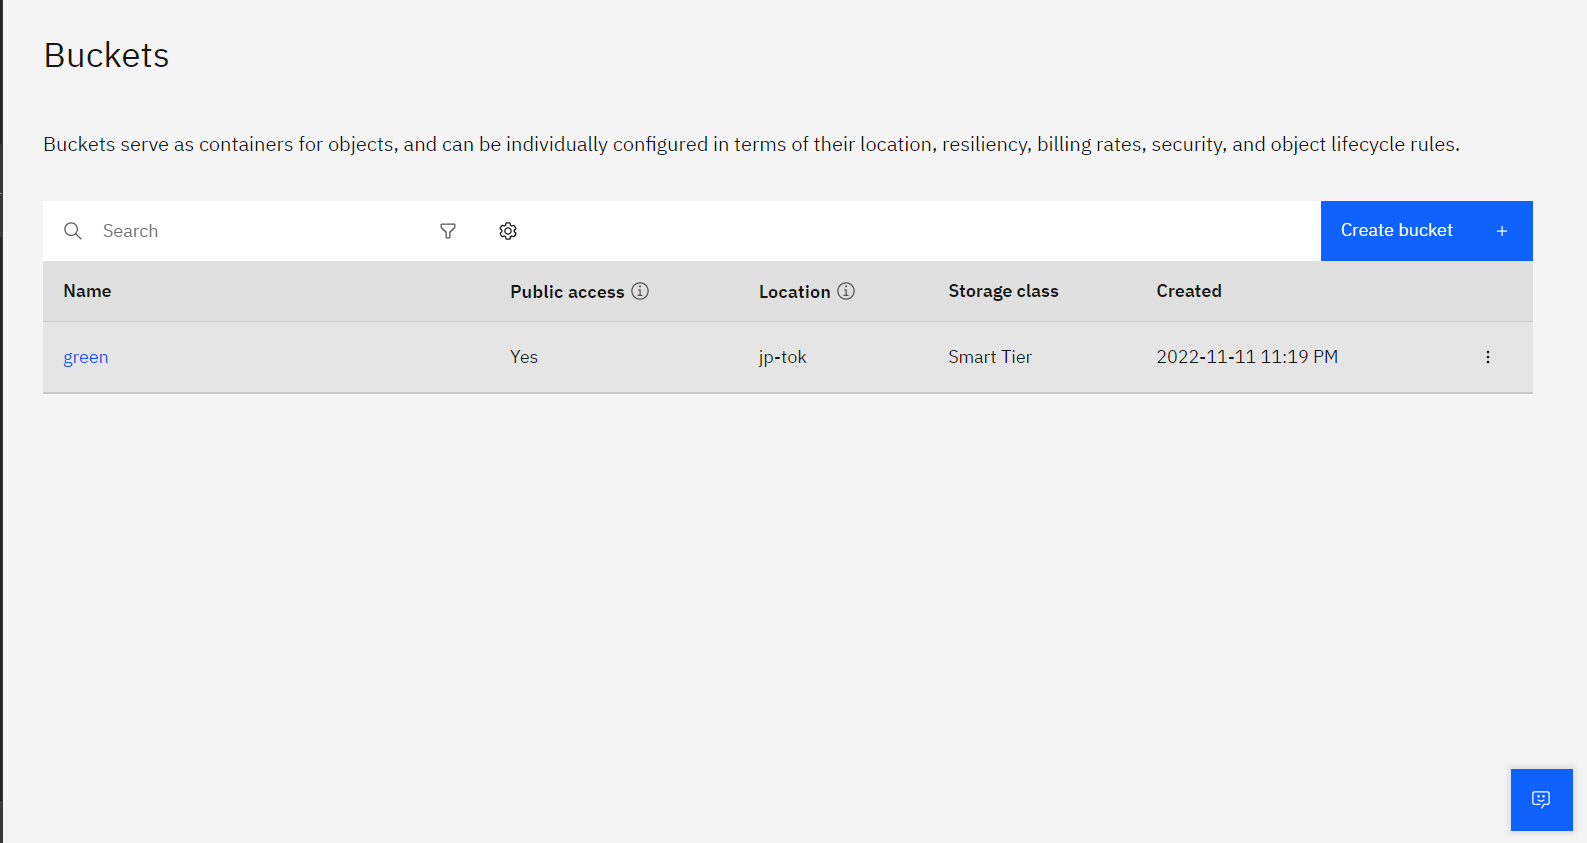 Buckets
Buckets serve as containers for objects, and can be individually configured in terms of their location, resiliency, billing rates, security, and object lifecycle rules.
Search
Create bucket +
Name Public access Location Storage class Created
green Yes jp-tok Smart Tier 2022-11-11 11:19 PM